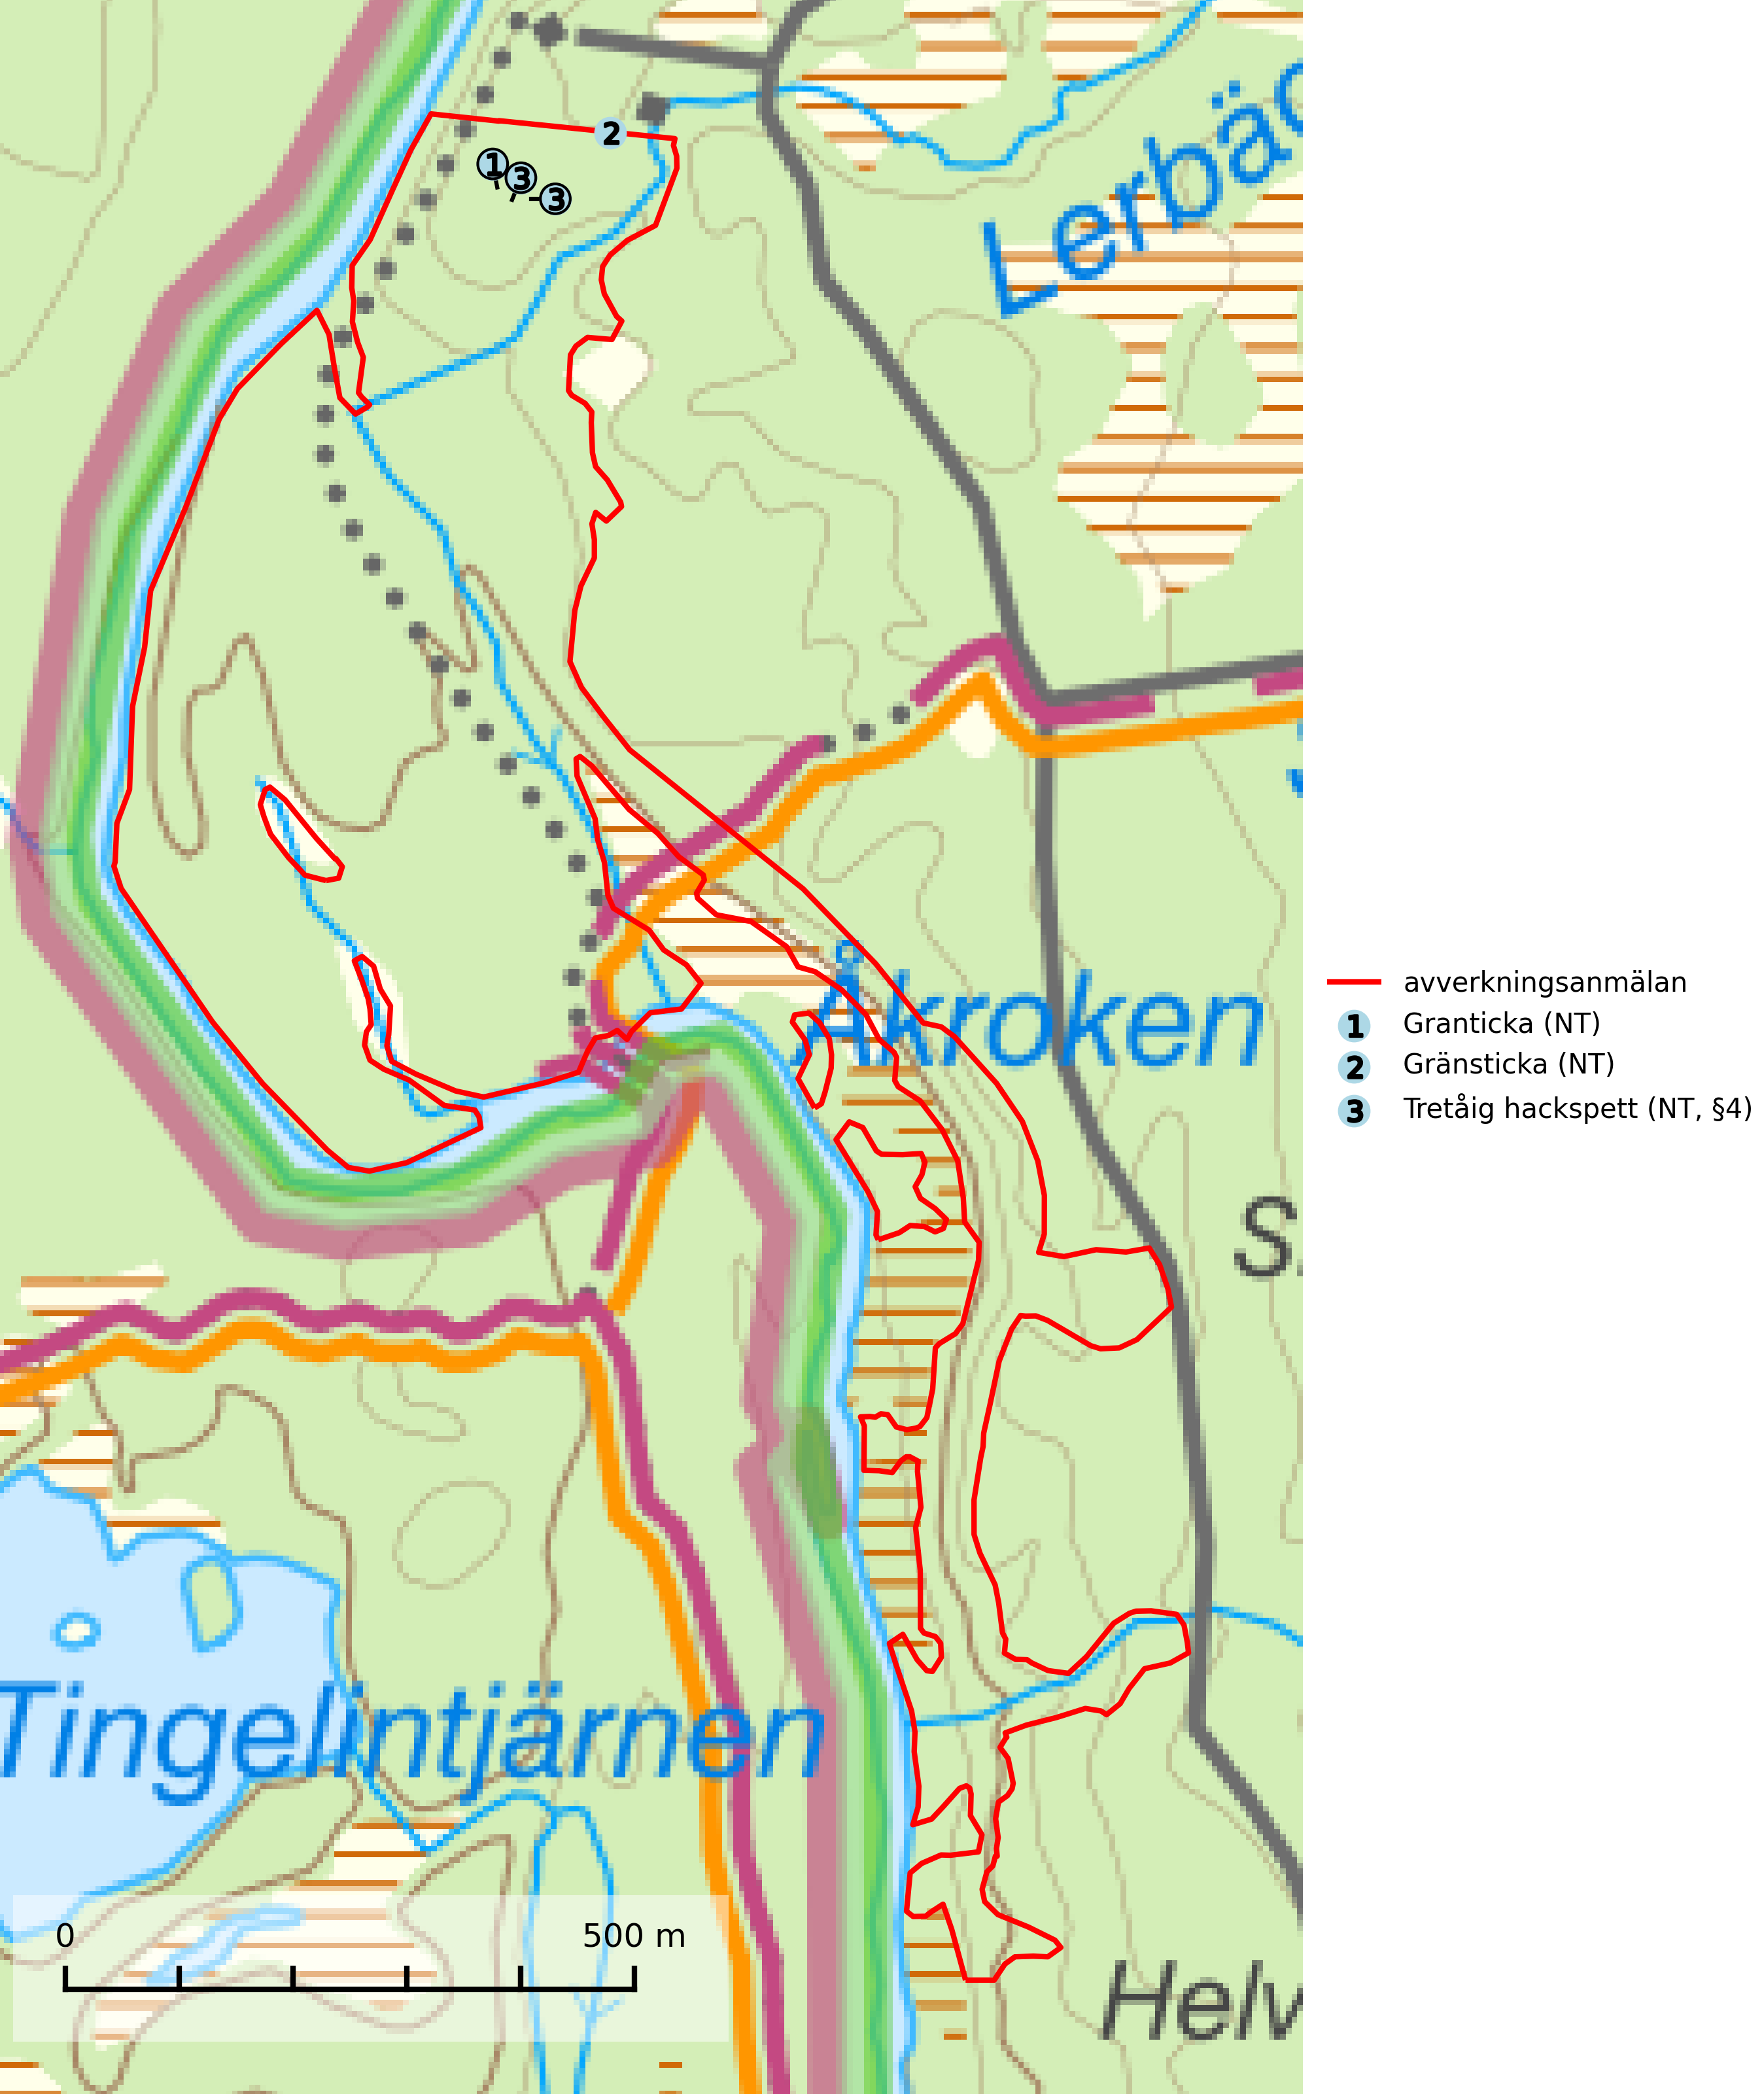 2
1
3
3
Lerbäc
Åkroken
S
Tingelintjärnen
Helv
0 500 m
avverkningsanmälan
1 Granticka (NT)
2 Gränsticka (NT)
3 Tretåig hackspett (NT, §4)